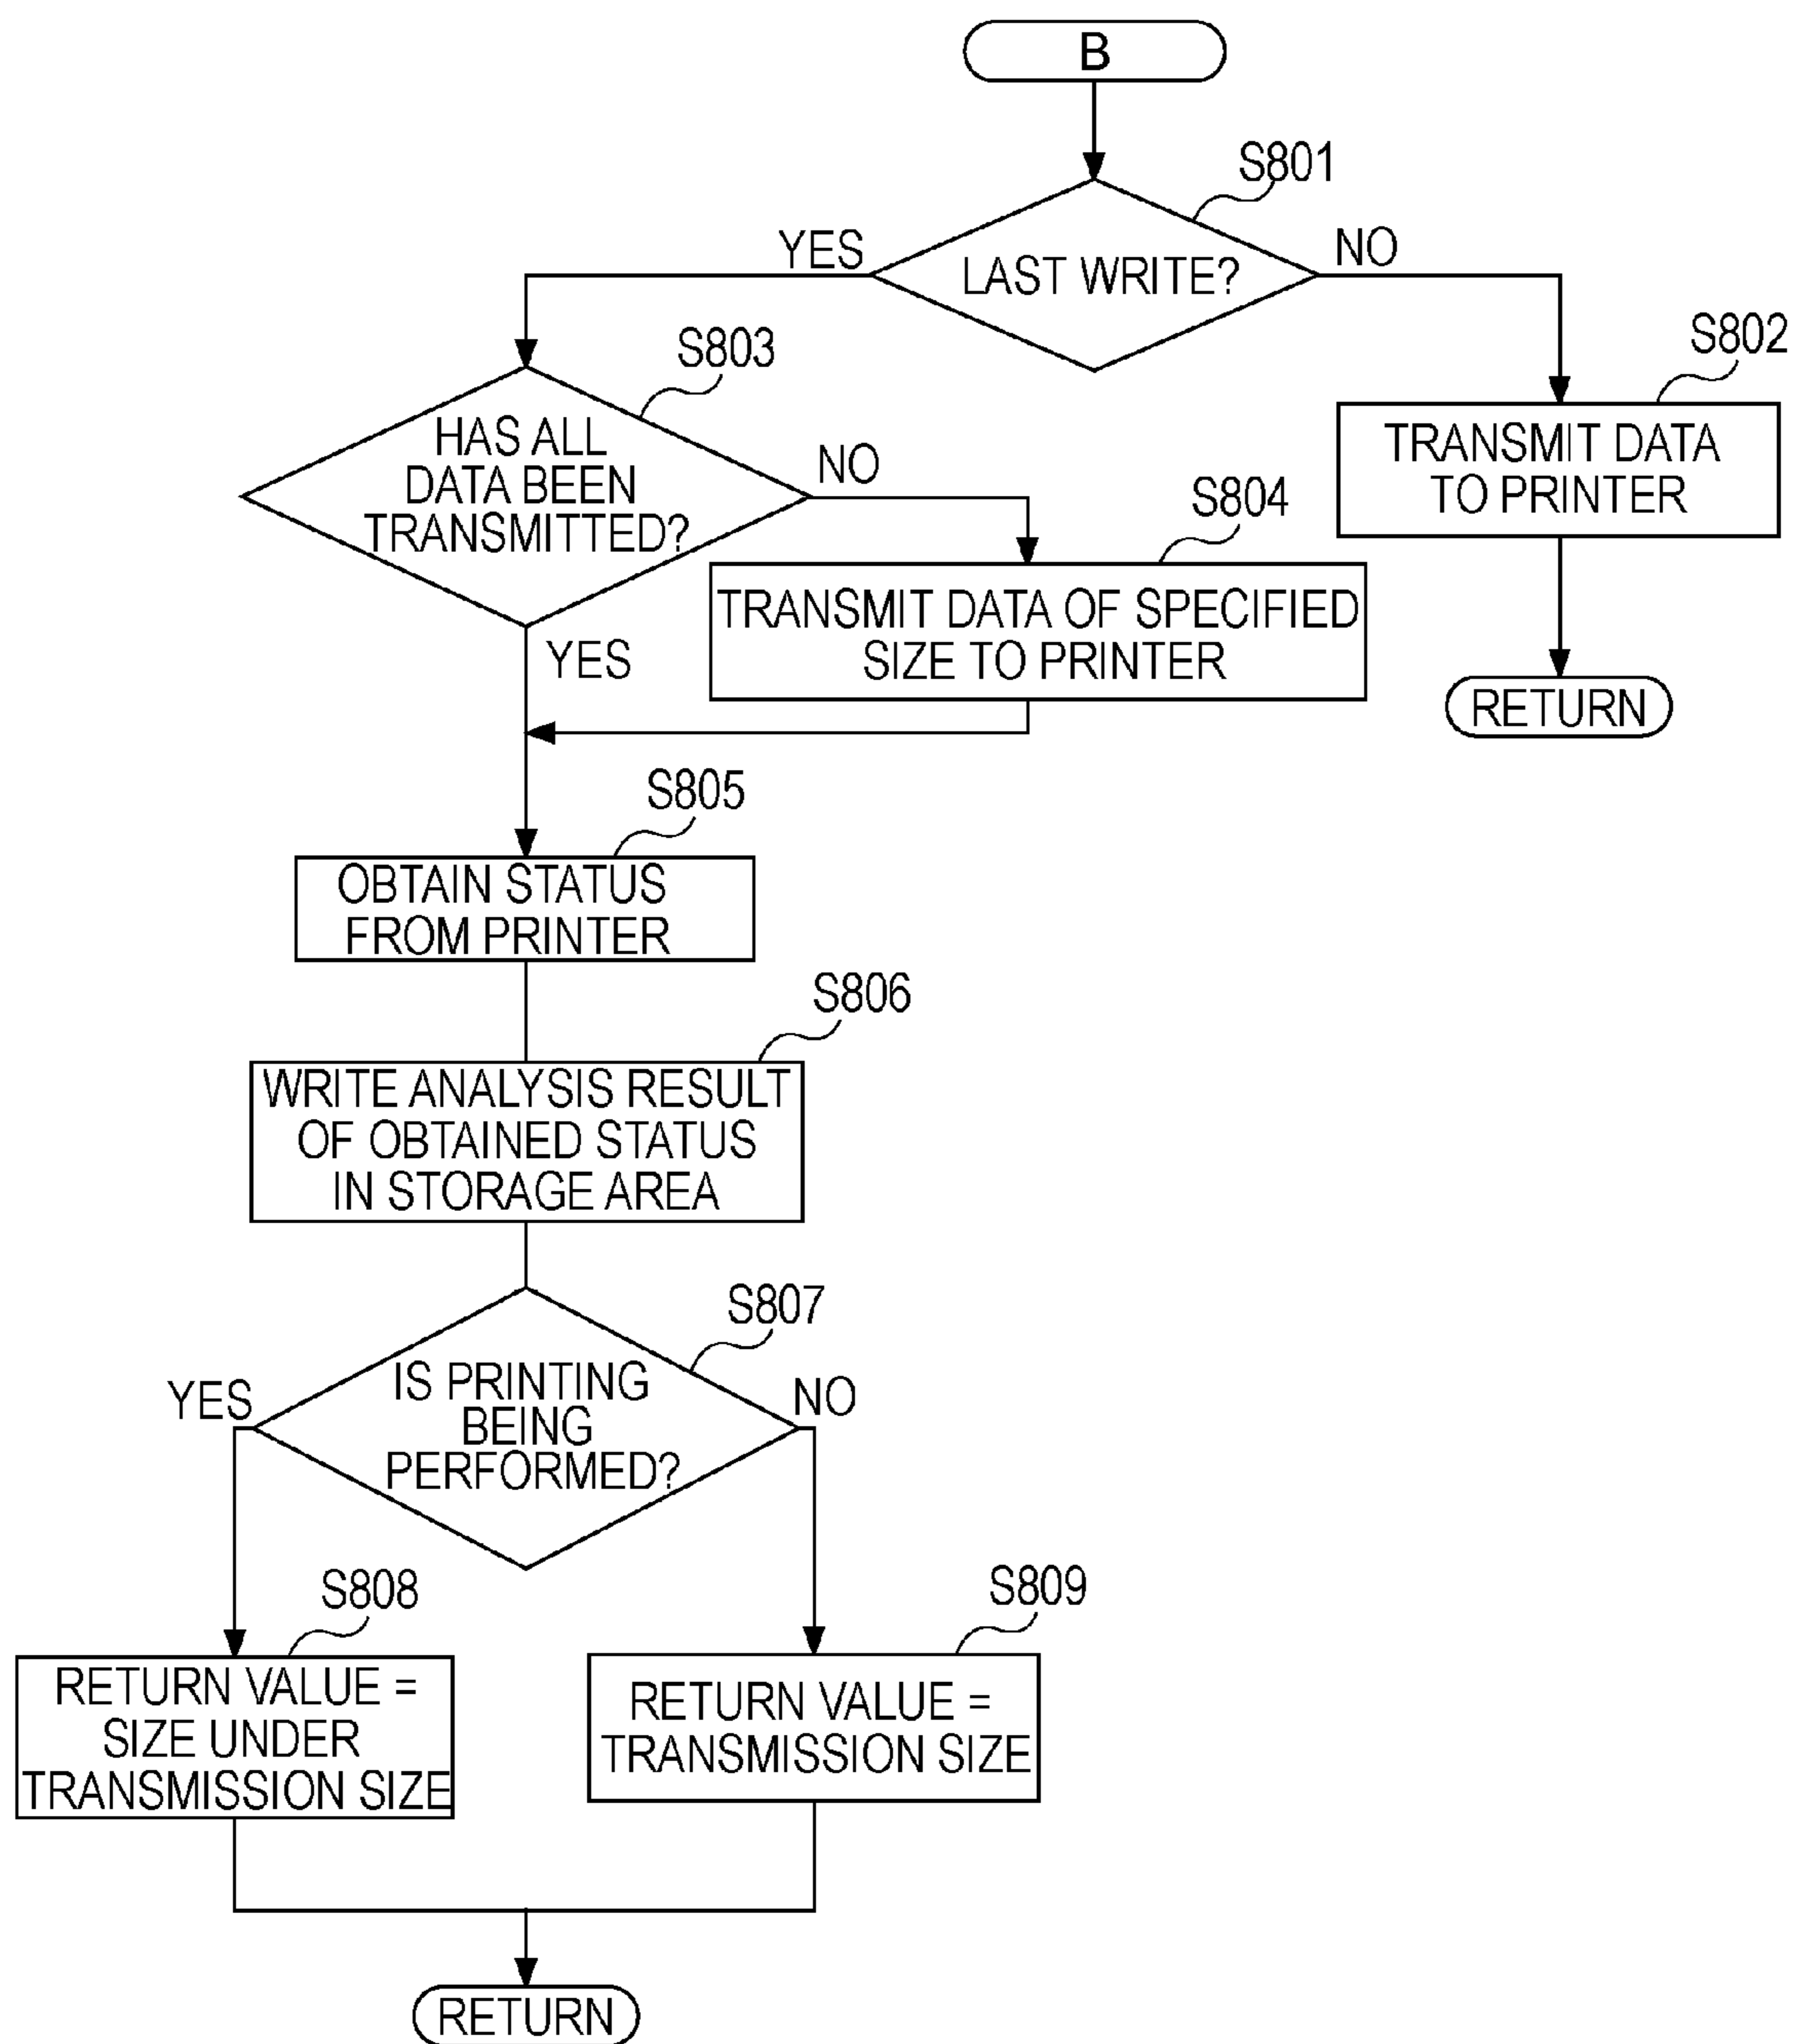 B
S801
YES
NO
LAST WRITE?
S803
S802
HAS ALL
DATA BEEN
TRANSMITTED?
NO
TRANSMIT DATA
TO PRINTER
S804
TRANSMIT DATA OF SPECIFIED
SIZE TO PRINTER
YES
RETURN
S805
OBTAIN STATUS
FROM PRINTER
S806
WRITE ANALYSIS RESULT
OF OBTAINED STATUS
IN STORAGE AREA
S807
YES
IS PRINTING
BEING
PERFORMED?
NO
S808
S809
RETURN VALUE =
SIZE UNDER
TRANSMISSION SIZE
RETURN VALUE =
TRANSMISSION SIZE
RETURN